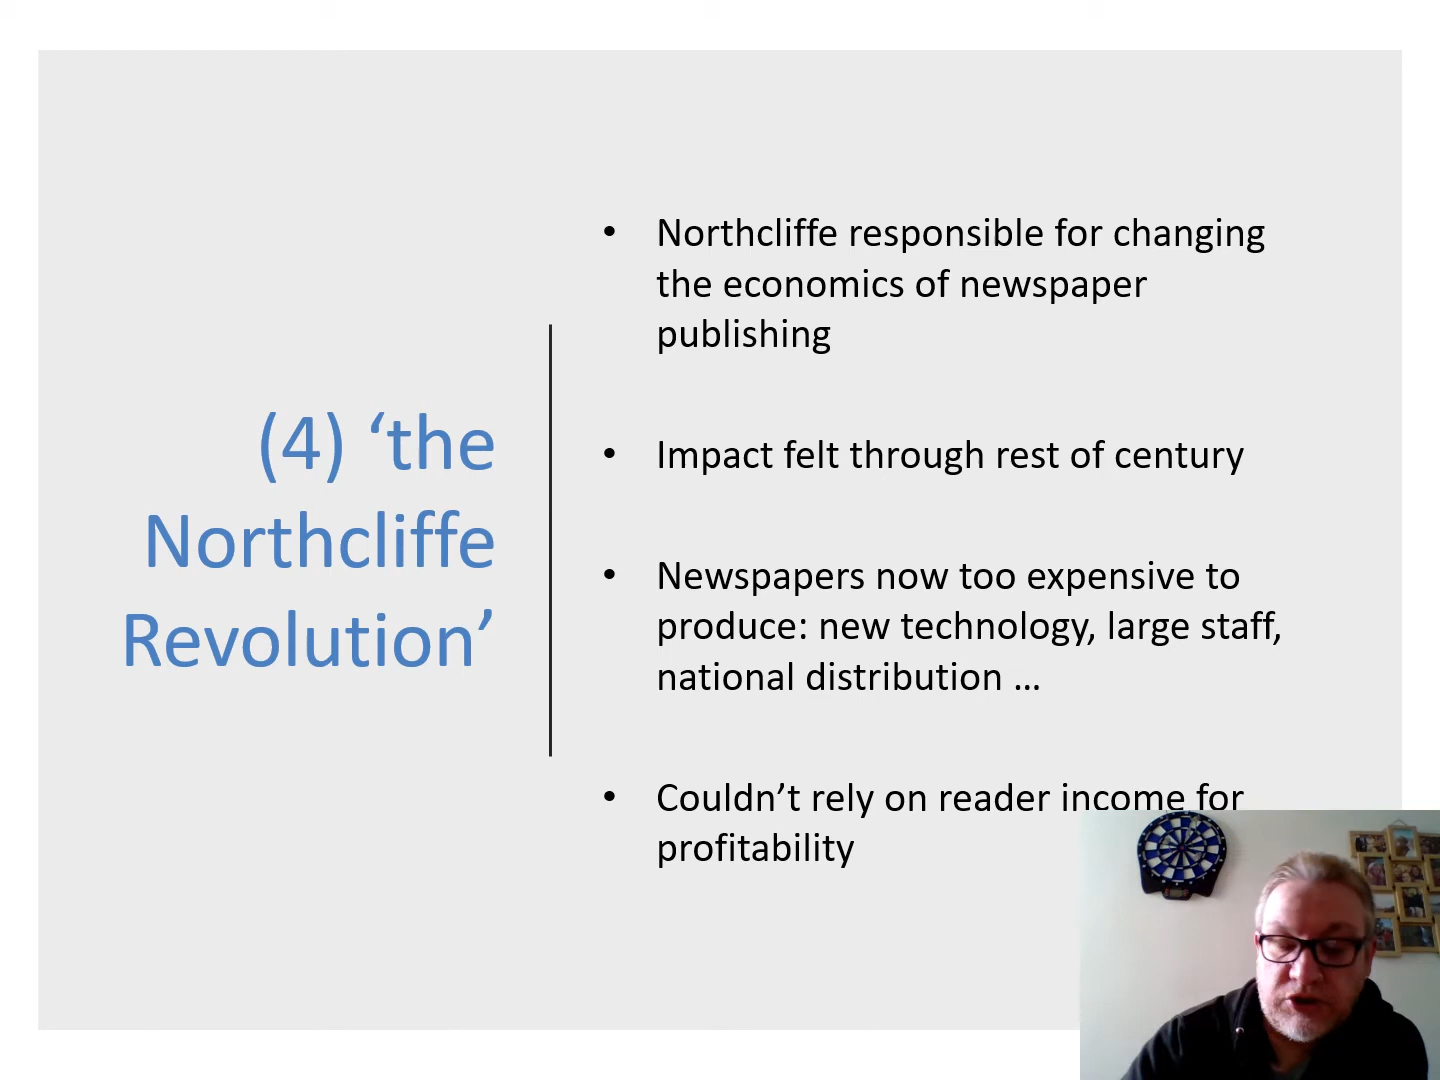 (4) ‘the
Northcliffe
Revolution’
• Northcliffe responsible for changing
the economics of newspaper
publishing
• Impact felt through rest of century
• Newspapers now too expensive to
produce: new technology, large staff,
national distribution …
• Couldn’t rely on reader income for
profitability